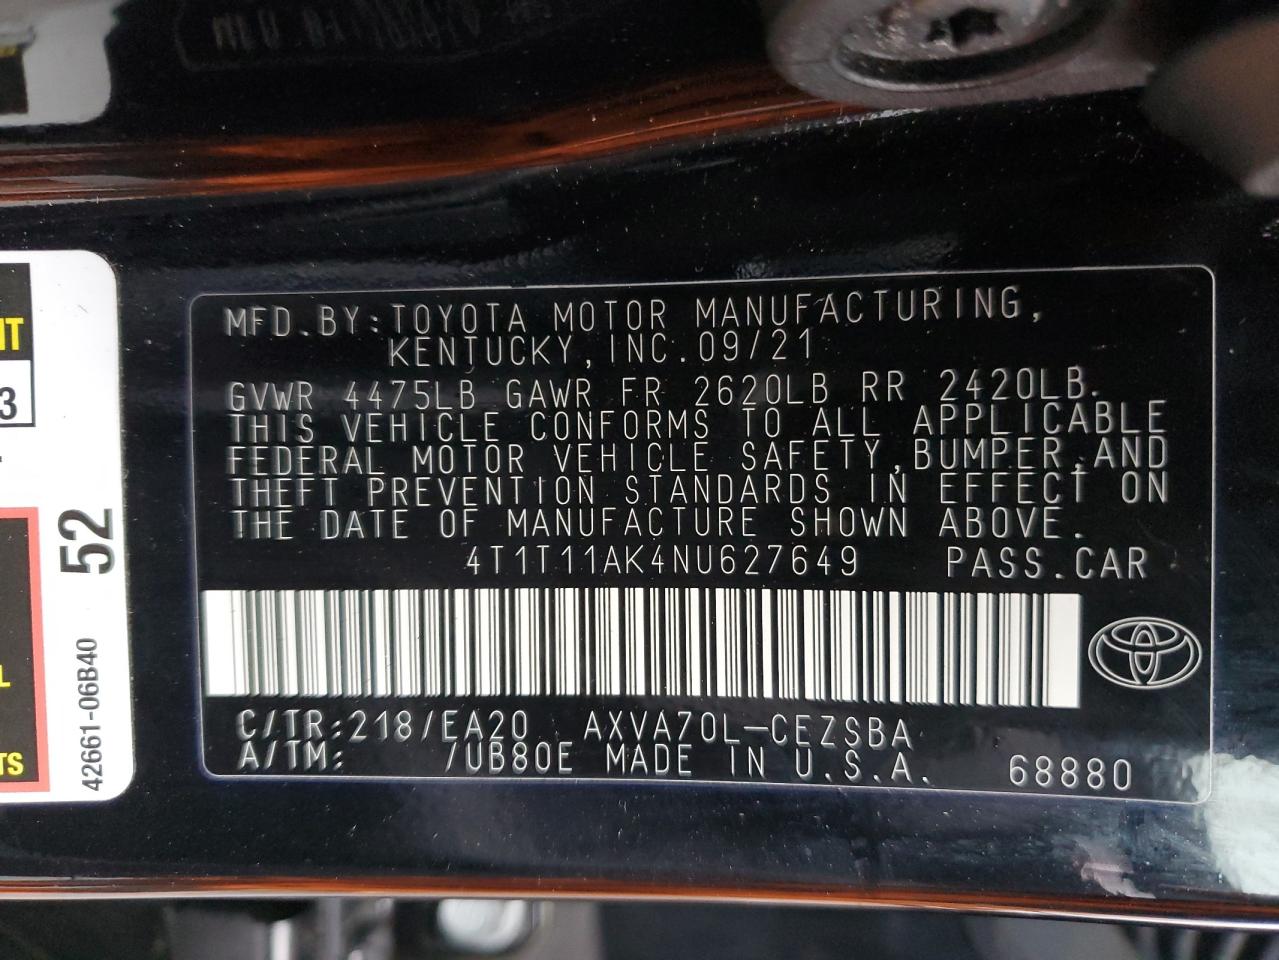 MFD.BY:TOYOTA MOTOR MANUFACTURING,
KENTUCKY,INC.09/21
GVWR 4475LB GAWR FR 2620LB RR 2420LB.
THIS VEHICLE CONFORMS TO ALL APPLICABLE
FEDERAL MOTOR VEHICLE SAFETY,BUMPER,AND
THEFT PREVENTION STANDARDS IN EFFECT ON
THE DATE OF MANUFACTURE SHOWN ABOVE.
4T1T11AK4NU627649 PASS.CAR
C/TR:218/EA20 AXVA70L-CEZSBA
A/TM: /UB80E MADE IN U.S.A. 68880
3
52
42661-06B40